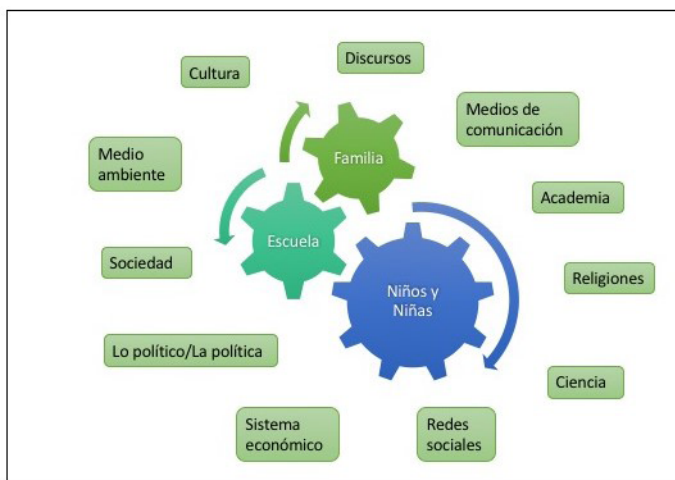 Discursos
Cultura
Medios de
comunicación
Familia
Medio
ambiente
Academia
Escuela
Sociedad
Religiones
Niños y
Niñas
Lo político/La política
Ciencia
Sistema
económico
Redes
sociales